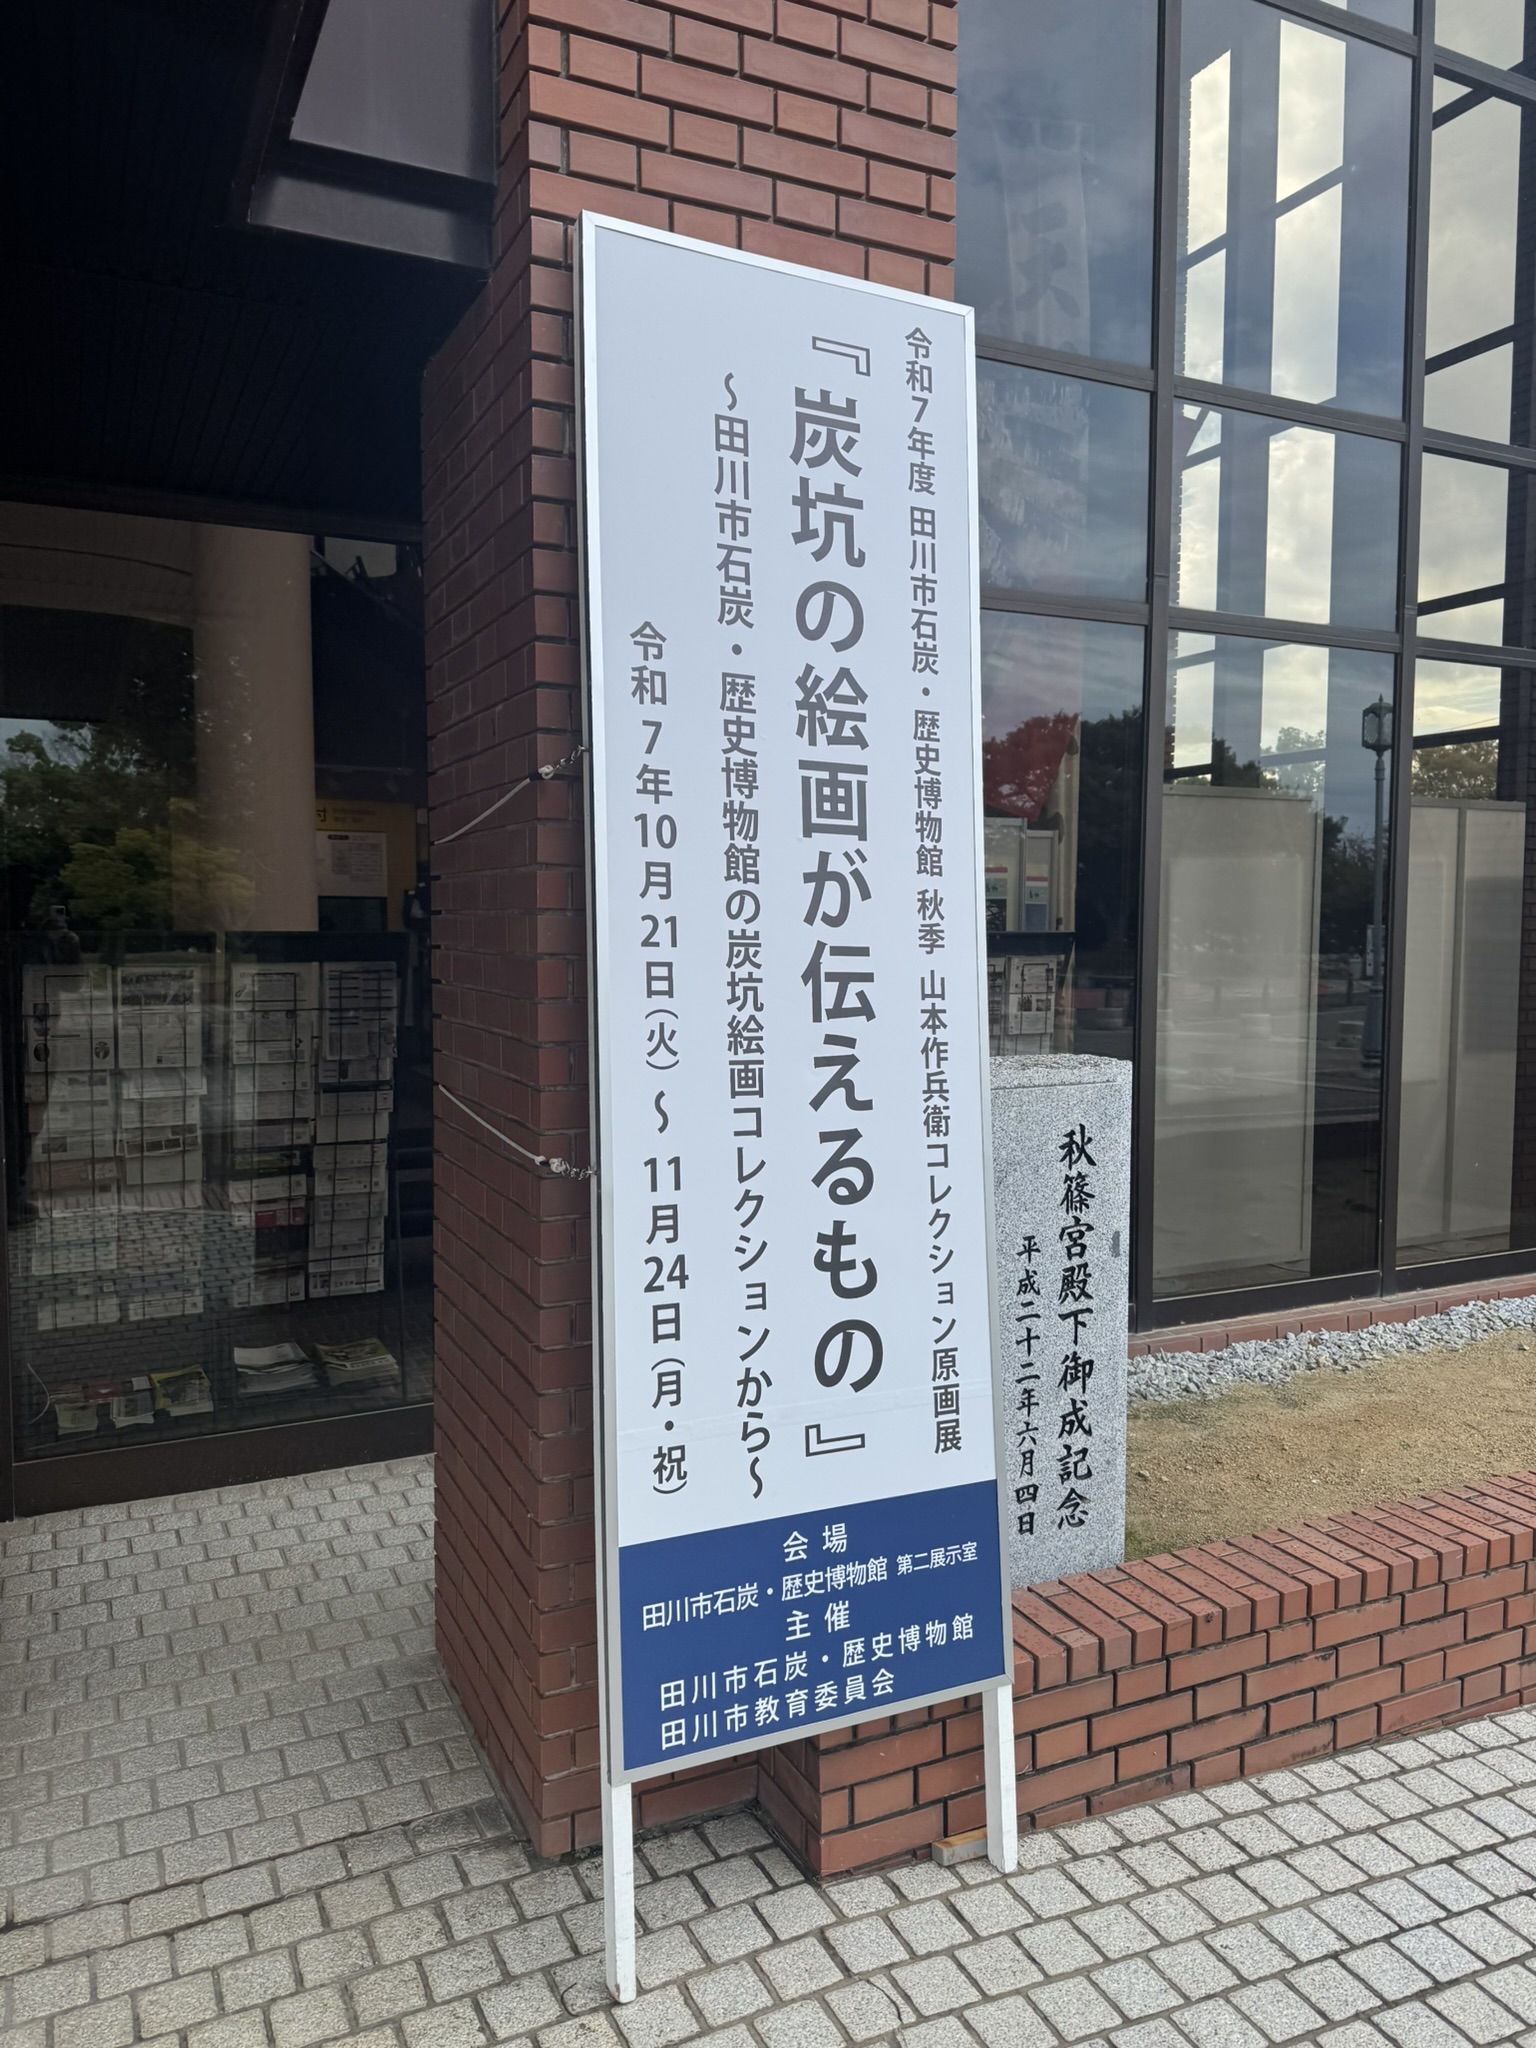 令和7年度 田川市石炭・歴史博物館 秋季 山本作兵衛コレクション原画展
『炭坑の絵画が伝えるもの』
～田川市石炭・歴史博物館の炭坑絵画コレクションから～
令和7年10月21日(火)～11月24日(月・祝)
会場
田川市石炭・歴史博物館 第二展示室
主催
田川市石炭・歴史博物館
田川市教育委員会
秋篠宮殿下御成記念
平成二十二年六月四日